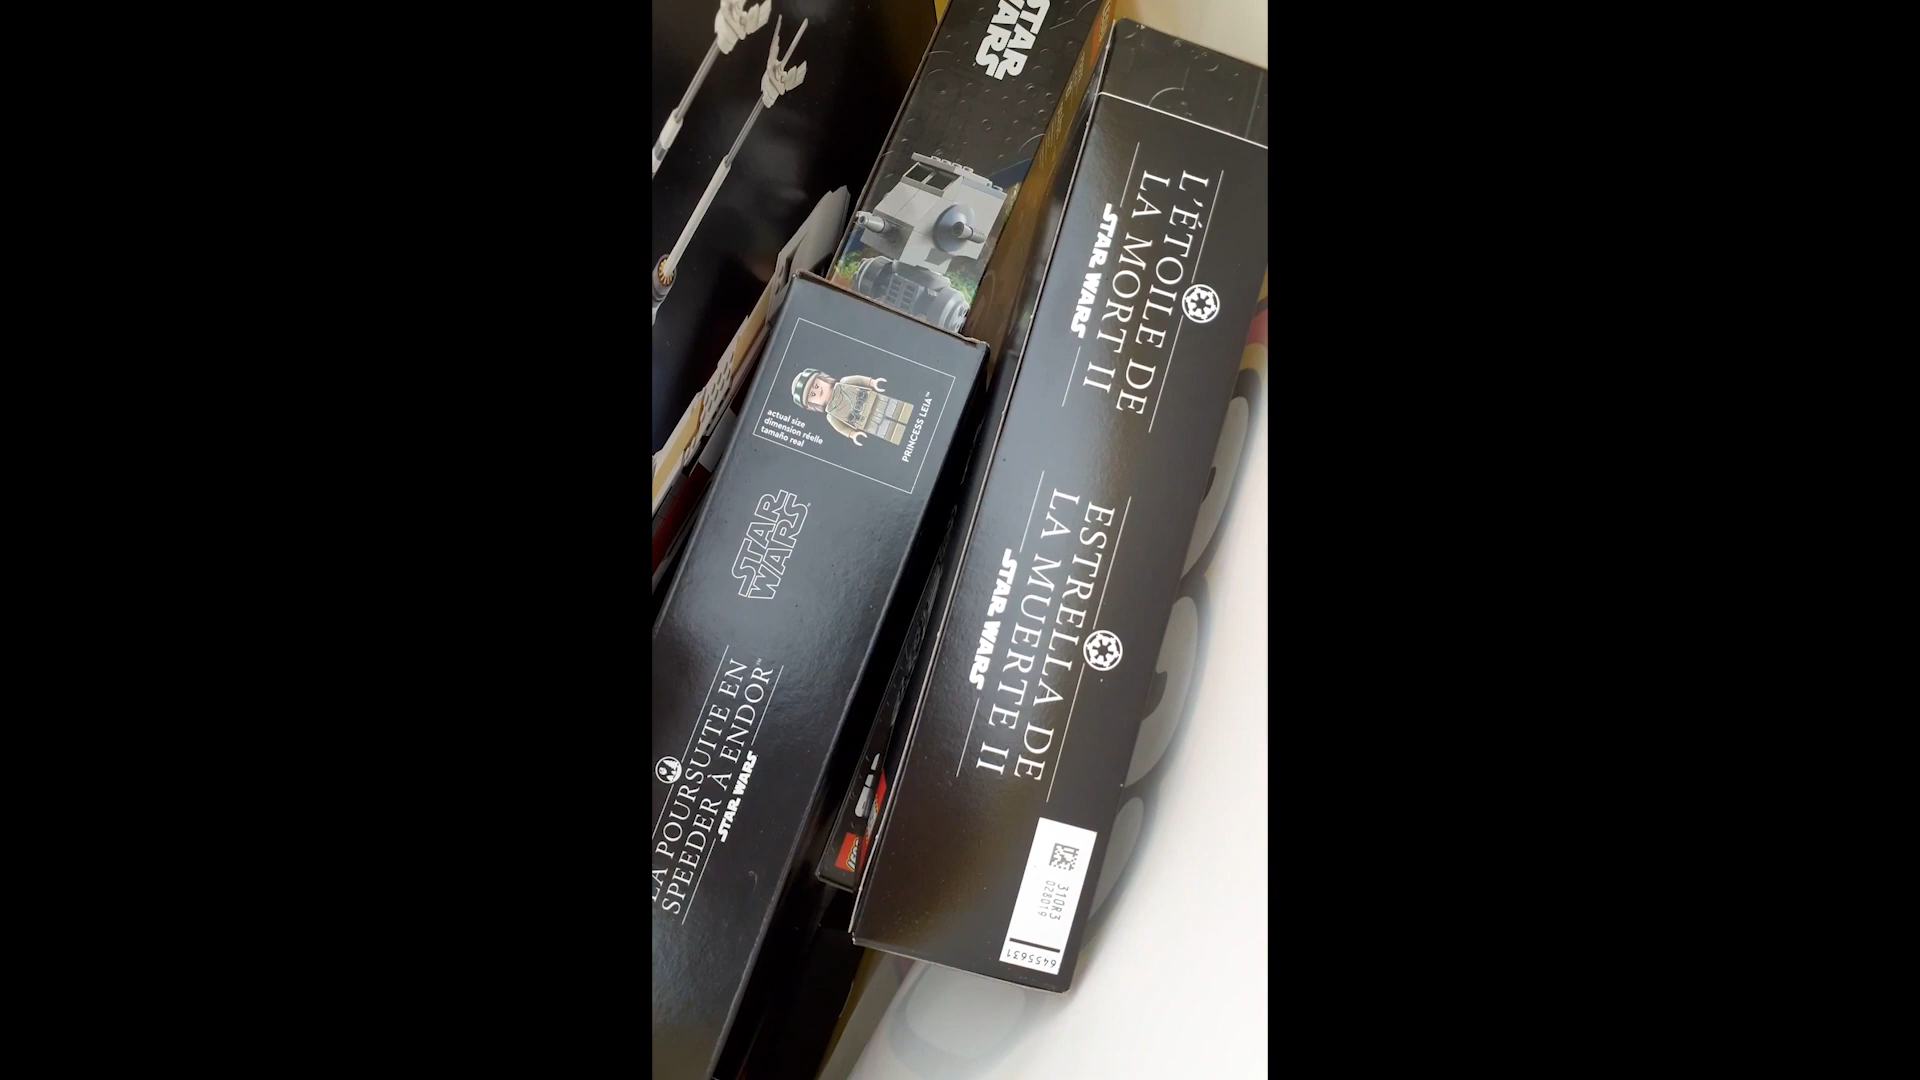 STAR
WARS
L'ÉTOILE DE
LA MORT II
STAR WARS
ESTRELLA DE
LA MUERTE II
STAR WARS
310R3
028019
6455631
actual size
dimension réelle
tamaño real
PRINCESS LEIA™
STAR
WARS
LA POURSUITE EN
SPEEDER À ENDOR™
STAR WARS
LEGO